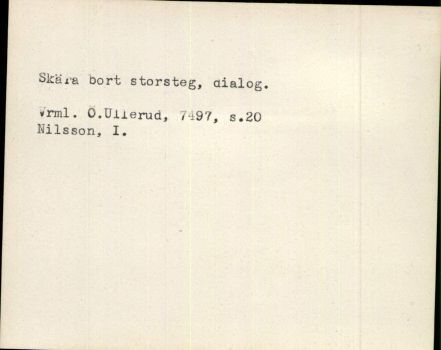 Skära bort storsteg, dialog.
Vrml. Ö.Ullerud, 7497, s.20
Nilsson, I.